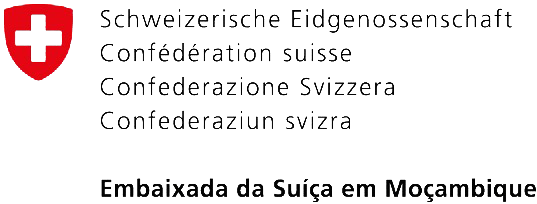 Schweizerische Eidgenossenschaft
Confédération suisse
Confederazione Svizzera
Confederaziun svizra
Embaixada da Suíça em Moçambique